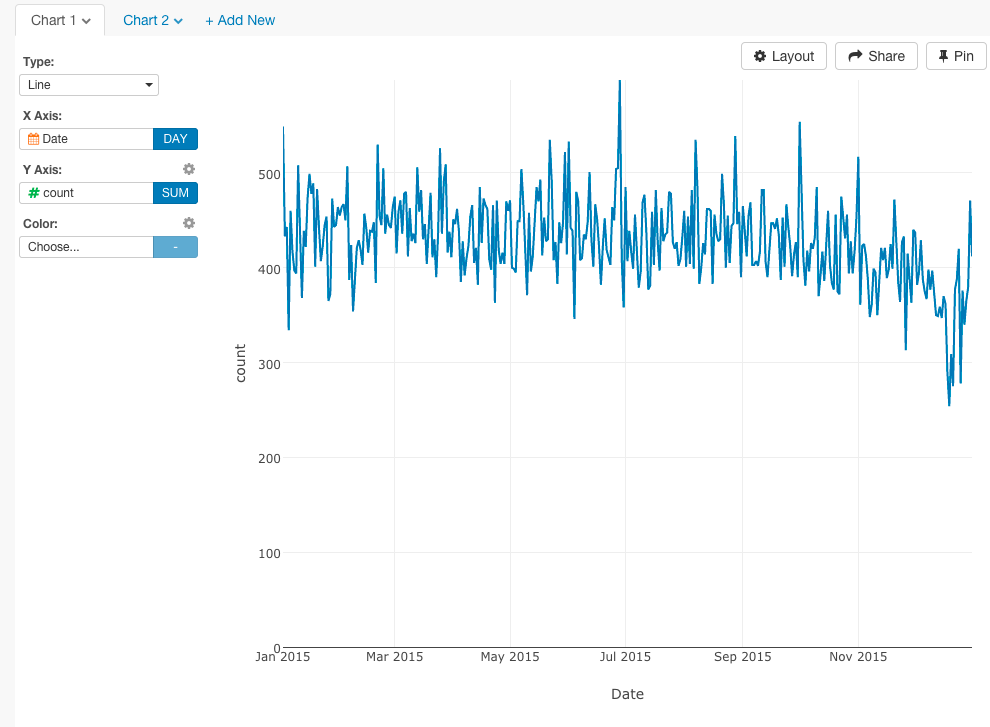 Chart 1
Chart 2
+ Add New
Layout
Share
Pin
Type:
Line
X Axis:
Date
DAY
Y Axis:
# count
SUM
Color:
Choose...
-
count
500
400
300
200
100
0
Jan 2015
Mar 2015
May 2015
Jul 2015
Sep 2015
Nov 2015
Date